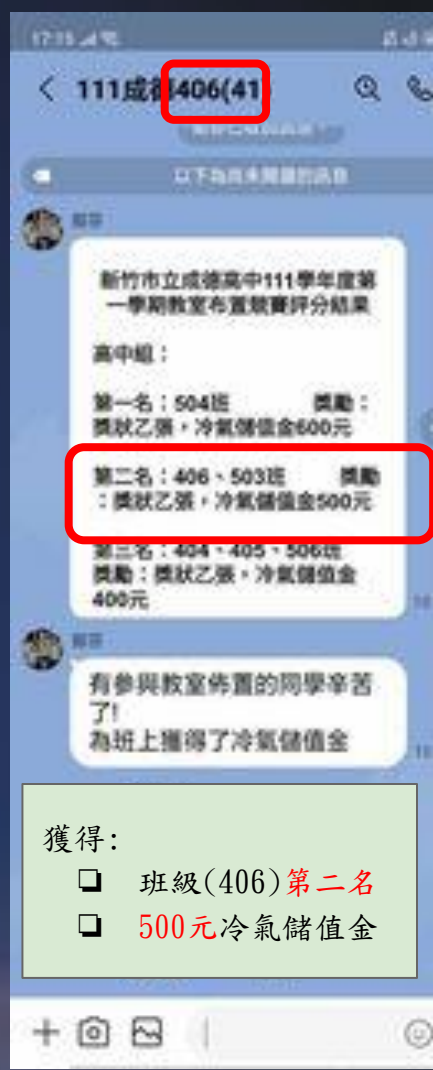 17:15
111成德406(41)
以下為尚未閱讀的訊息
新竹市立成德高中111學年度第
一學期教室布置競賽評分結果
高中組：
第一名：504班 獎勵：
獎狀乙張，冷氣儲值金600元
第二名：406、503班 獎勵
：獎狀乙張，冷氣儲值金500元
第三名：404、405、506班
獎勵：獎狀乙張，冷氣儲值金
400元
有參與教室佈置的同學辛苦
了!
為班上獲得了冷氣儲值金
獲得:
班級(406)第二名
500元冷氣儲值金